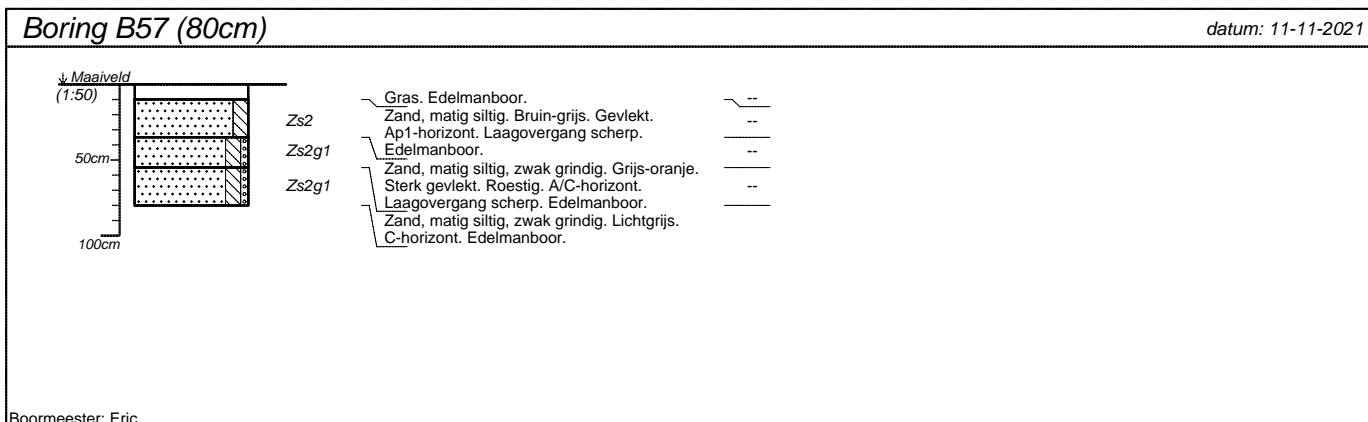 Boring B57 (80cm)
datum: 11-11-2021
Maaiveld
(1:50)
50cm
100cm
Zs2
Zs2g1
Zs2g1
Gras. Edelmanboor.
Zand, matig siltig. Bruin-grijs. Gevlekt.
Ap1-horizont. Laagovergang scherp.
Edelmanboor.
Zand, matig siltig, zwak grindig. Grijs-oranje.
Sterk gevlekt. Roestig. A/C-horizont.
Laagovergang scherp. Edelmanboor.
Zand, matig siltig, zwak grindig. Lichtgrijs.
C-horizont. Edelmanboor.
--
--
--
--
Boormeester: Eric